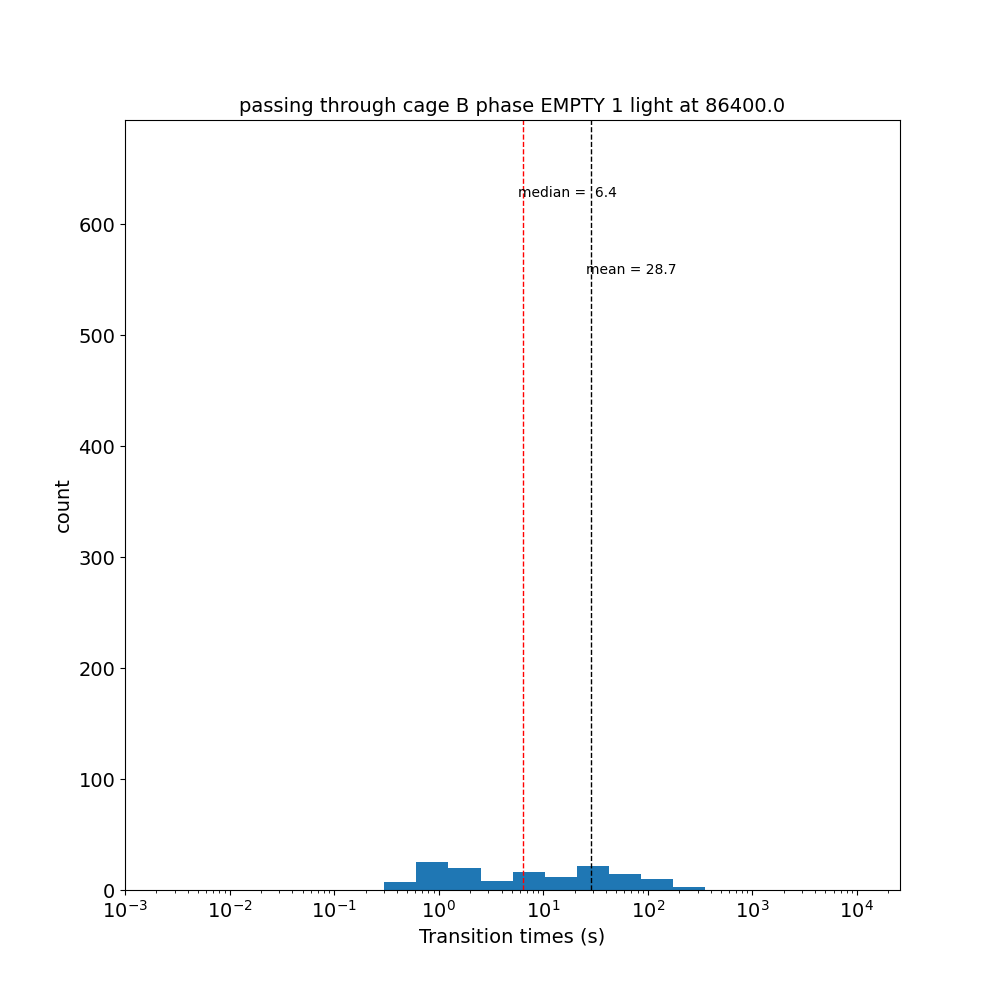 passing through cage B phase EMPTY 1 light at 86400.0
median =  6.4
mean = 28.7
600
500
400
300
200
100
0
count
10⁻³ 10⁻² 10⁻¹ 10⁰ 10¹ 10² 10³ 10⁴
Transition times (s)